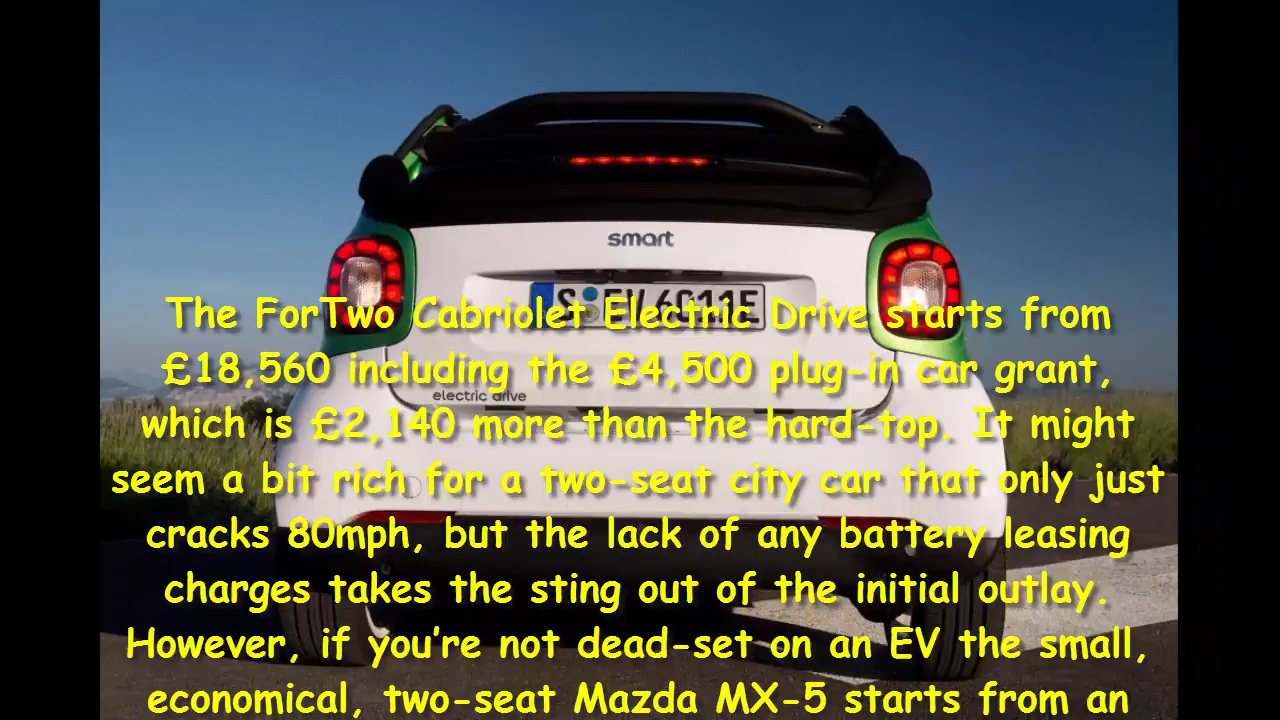 smart
S EV 6011E
The ForTwo Cabriolet Electric Drive starts from
£18,560 including the £4,500 plug-in car grant,
electric drive
which is £2,140 more than the hard-top. It might
seem a bit rich for a two-seat city car that only just
cracks 80mph, but the lack of any battery leasing
charges takes the sting out of the initial outlay.
However, if you're not dead-set on an EV the small,
economical, two-seat Mazda MX-5 starts from an